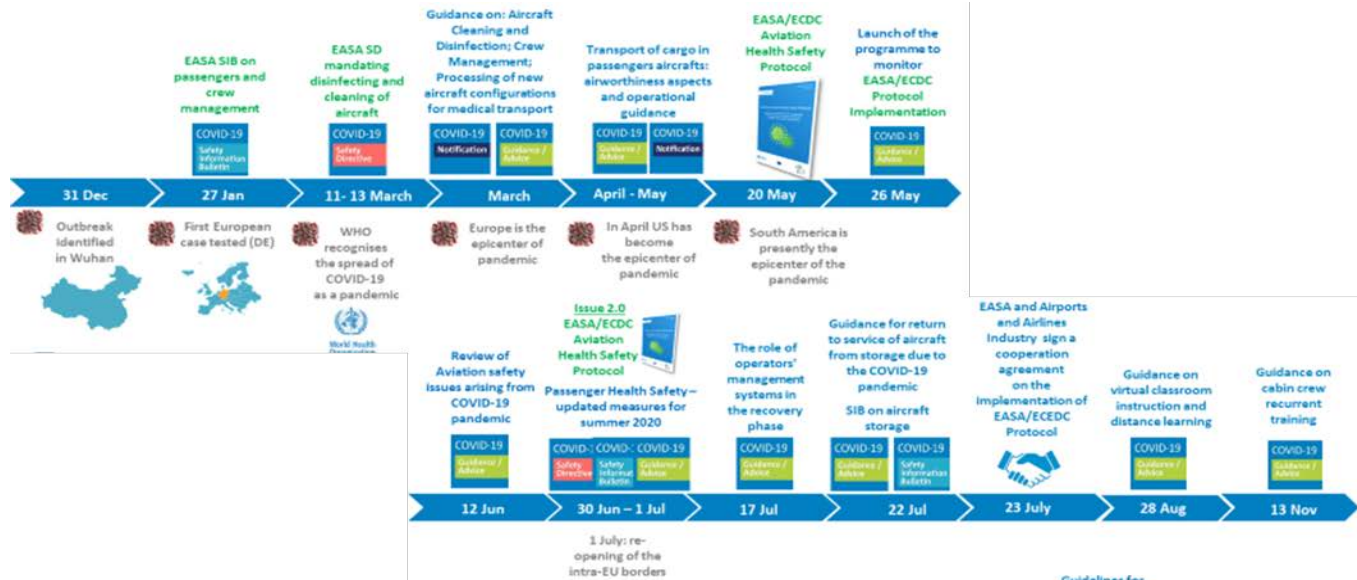 EASA SIB on
passengers and
crew
management
COVID-19
Safety
Information
Bulletin
EASA SD
mandating
disinfecting and
cleaning of
aircraft
COVID-19
Safety
Directive
Guidance on: Aircraft
Cleaning and
Disinfection; Crew
Management;
Processing of new
aircraft configurations
for medical transport
COVID-19
Notification
COVID-19
Guidance /
Advice
Transport of cargo in
passengers aircrafts:
airworthiness aspects
and operational
guidance
COVID-19
Guidance /
Advice
COVID-19
Notification
EASA/ECDC
Aviation
Health Safety
Protocol
Launch of the
programme to
monitor
EASA/ECDC
Protocol
Implementation
COVID-19
Guidance /
Advice
31 Dec
27 Jan
11- 13 March
March
April - May
20 May
26 May
Outbreak
identified
in Wuhan
First European
case tested (DE)
WHO
recognises
the spread of
COVID-19
as a pandemic
World Health
Organization
Europe is the
epicenter of
pandemic
In April US has
become
the epicenter of
pandemic
South America is
presently the
epicenter of the
pandemic
Review of
Aviation safety
issues arising from
COVID-19
pandemic
COVID-19
Guidance /
Advice
Issue 2.0
EASA/ECDC
Aviation
Health Safety
Protocol
Passenger Health Safety –
updated measures for
summer 2020
COVID-1
Safety
Directive
COVID-1
Safety
Informat
Bulletin
COVID-19
Guidance /
Advice
The role of
operators'
management
systems in
the recovery
phase
COVID-19
Guidance /
Advice
Guidance for return
to service of aircraft
from storage due to
the COVID-19
pandemic
SIB on aircraft
storage
COVID-19
Guidance /
Advice
COVID-19
Safety
Information
Bulletin
EASA and Airports
and Airlines
Industry sign a
cooperation
agreement
on the
implementation of
EASA/ECEDC
Protocol
Guidance on
virtual classroom
instruction and
distance learning
COVID-19
Guidance /
Advice
Guidance on
cabin crew
recurrent
training
COVID-19
Guidance /
Advice
12 Jun
30 Jun – 1 Jul
17 Jul
22 Jul
23 July
28 Aug
13 Nov
1 July: re-
opening of the
intra-EU borders
Guidelines for